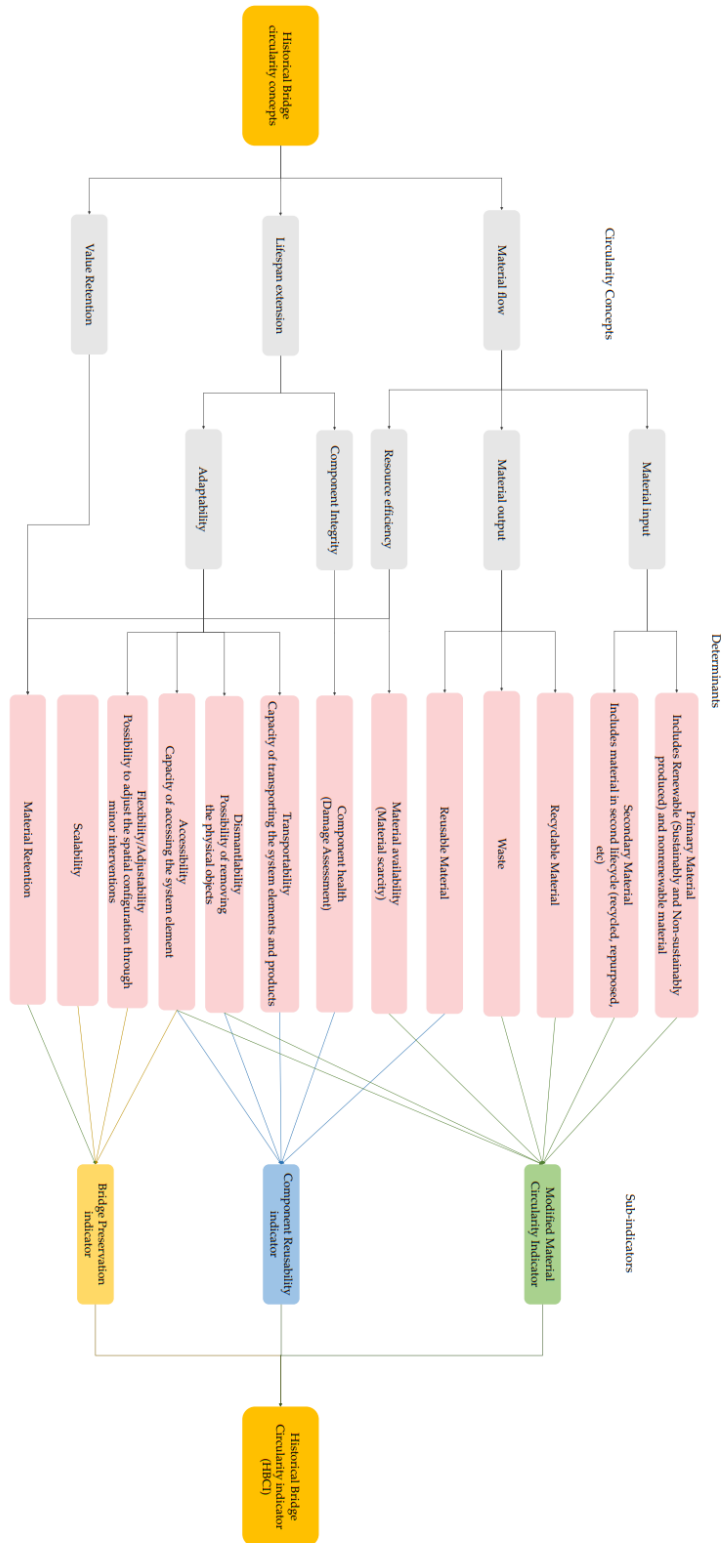 Historical Bridge
circularity concepts
Circularity Concepts
Material flow
Lifespan extension
Value Retention
Material input
Material output
Resource efficiency
Component Integrity
Adaptability
Determinants
Primary Material
Includes Renewable (Sustainably and Non-sustainably
produced) and nonrenewable material
Secondary Material
Includes material in second lifecycle (recycled, repurposed,
etc)
Recyclable Material
Waste
Reusable Material
Material availability
(Material scarcity)
Component health
(Damage Assessment)
Transportability
Capacity of transporting the system elements and products
Dismantlability
Possibility of removing
the physical objects
Accessibility
Capacity of accessing the system element
Flexibility/Adjustability
Possibility to adjust the spatial configuration through
minor interventions
Scalability
Material Retention
Sub-indicators
Modified Material
Circularity Indicator
Component Reusability
indicator
Bridge Preservation
indicator
Historical Bridge
Circularity indicator
(HBCI)